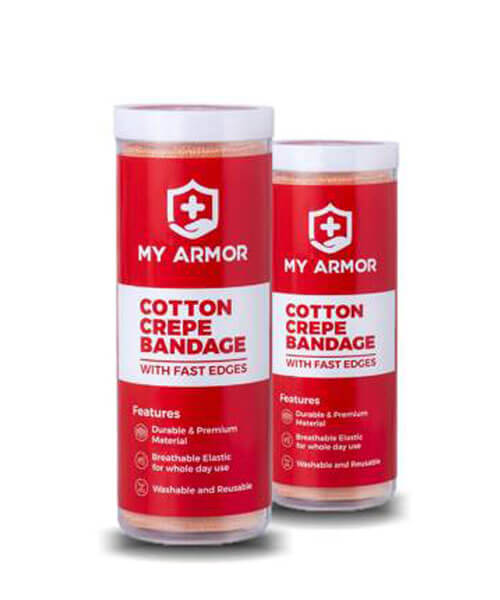 MY ARMOR
COTTON
CREPE
BANDAGE
WITH FAST EDGES
Features
Durable & Premium
Material
Breathable Elastic
for whole day use
Washable and Reusable
MY ARMOR
COTTON
CREPE
BANDAGE
WITH FAST EDGES
Features
Durable & Premium
Material
Breathable Elastic
for whole day use
Washable and Reusable